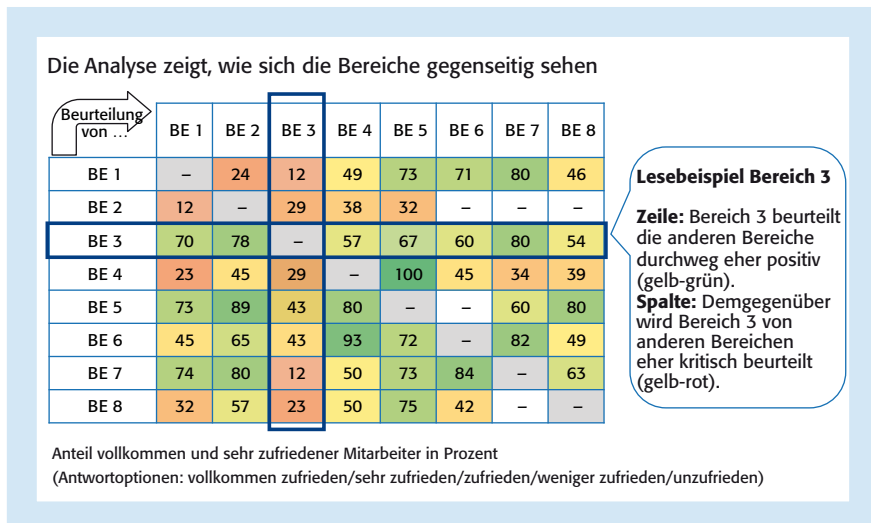 Die Analyse zeigt, wie sich die Bereiche gegenseitig sehen
Beurteilung
von …
BE 1 BE 2 BE 3 BE 4 BE 5 BE 6 BE 7 BE 8
BE 1 – 24 12 49 73 71 80 46
BE 2 12 – 29 38 32 – – –
BE 3 70 78 – 57 67 60 80 54
BE 4 23 45 29 – 100 45 34 39
BE 5 73 89 43 80 – – 60 80
BE 6 45 65 43 93 72 – 82 49
BE 7 74 80 12 50 73 84 – 63
BE 8 32 57 23 50 75 42 – –
Lesebeispiel Bereich 3
Zeile: Bereich 3 beurteilt
die anderen Bereiche
durchweg eher positiv
(gelb-grün).
Spalte: Demgegenüber
wird Bereich 3 von
anderen Bereichen
eher kritisch beurteilt
(gelb-rot).
Anteil vollkommen und sehr zufriedener Mitarbeiter in Prozent
(Antwortoptionen: vollkommen zufrieden/sehr zufrieden/zufrieden/weniger zufrieden/unzufrieden)